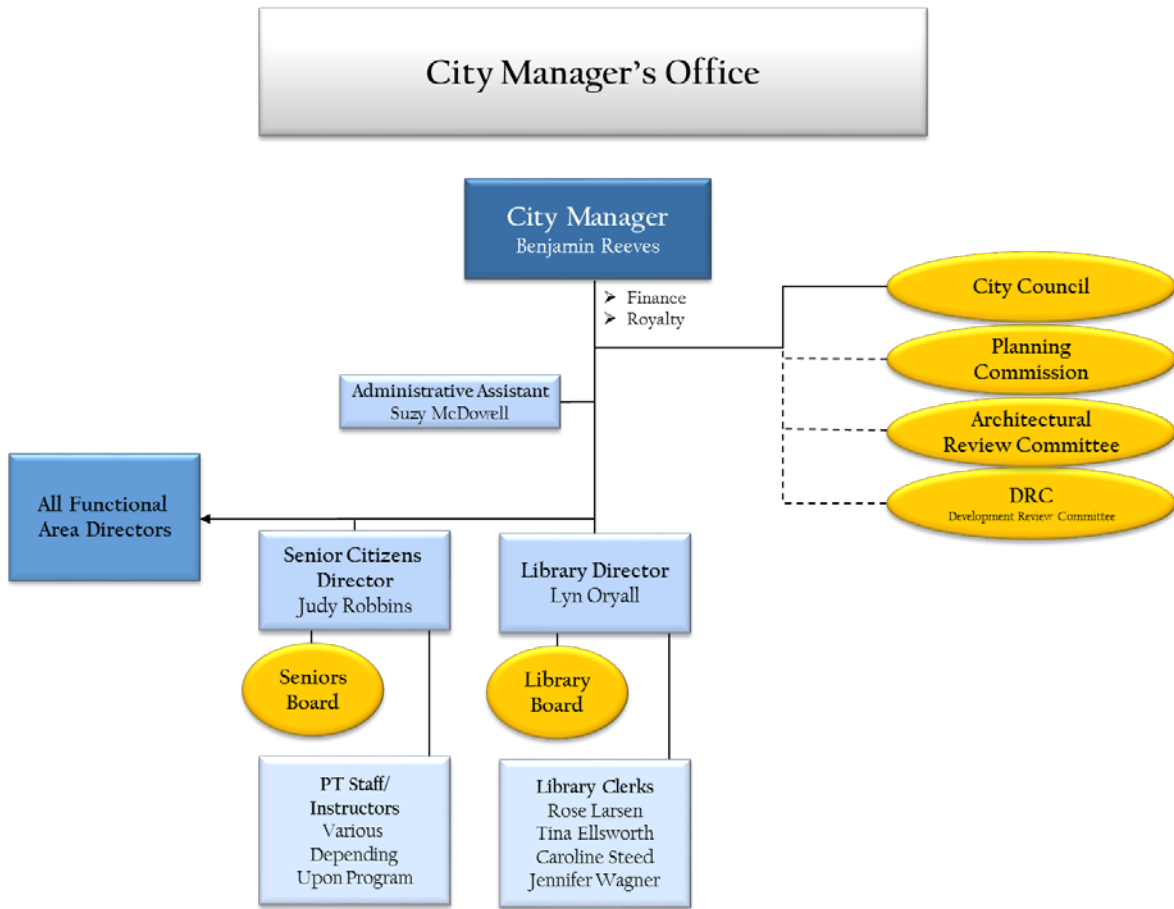 City Manager's Office
City Manager
Benjamin Reeves
➢ Finance
➢ Royalty
City Council
Planning
Commission
Architectural
Review Committee
DRC
Development Review Committee
Administrative Assistant
Suzy McDowell
All Functional
Area Directors
Senior Citizens
Director
Judy Robbins
Library Director
Lyn Oryall
Seniors
Board
Library
Board
PT Staff/
Instructors
Various
Depending
Upon Program
Library Clerks
Rose Larsen
Tina Ellsworth
Caroline Steed
Jennifer Wagner